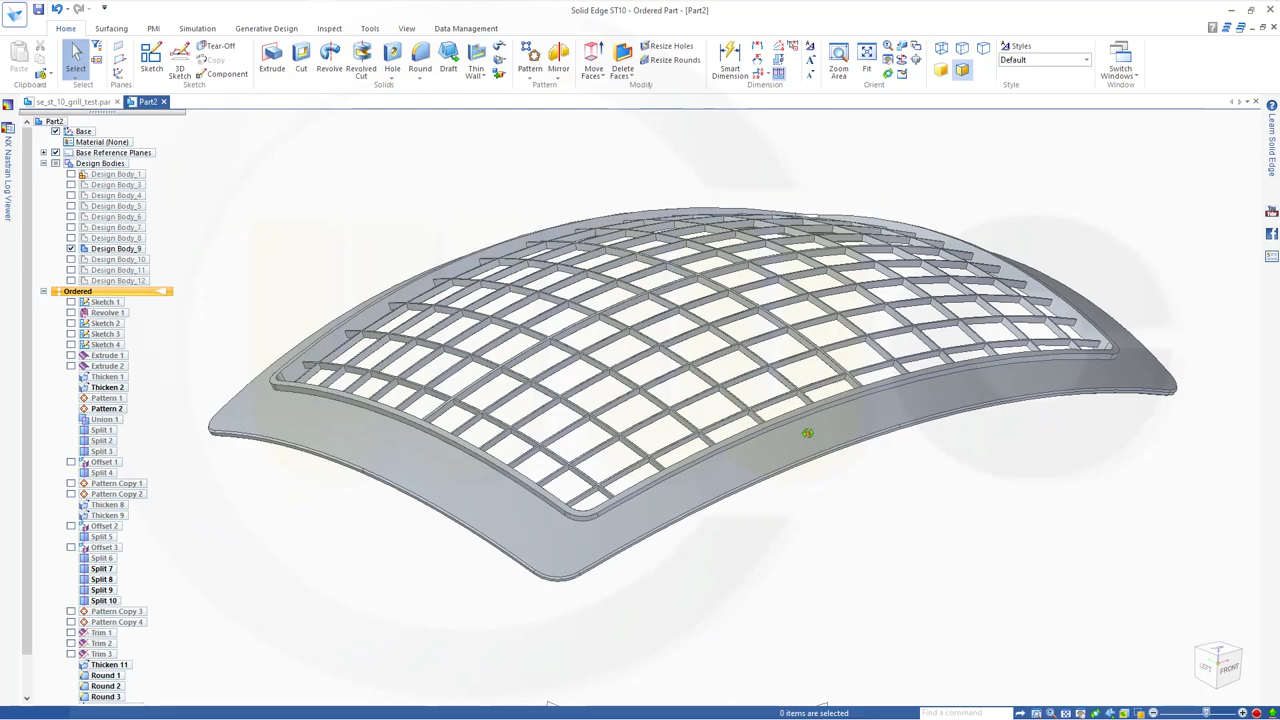 Solid Edge ST10 - Ordered Part - [Part2]
Home Surfacing PMI Simulation Generative Design Inspect Tools View Data Management
Paste
Clipboard
Select
Select
Planes
Sketch
3D Sketch
Tear-Off
Copy
Component
Sketch
Extrude
Cut
Revolve
Revolved Cut
Hole
Round
Draft
Thin Wall
Solids
Pattern
Mirror
Pattern
Move Faces
Delete Faces
Resize Holes
Resize Rounds
Modify
Smart Dimension
Dimension
Zoom Area
Fit
Orient
Styles
Default
Style
Switch Windows
Window
se_st_10_grill_test.par
Part2
NX Nastran Log Viewer
Learn Solid Edge
Part2
Base
Material (None)
Base Reference Planes
Design Bodies
Design Body_1
Design Body_3
Design Body_4
Design Body_5
Design Body_6
Design Body_7
Design Body_8
Design Body_9
Design Body_10
Design Body_11
Design Body_12
Ordered
Sketch 1
Revolve 1
Sketch 2
Sketch 3
Sketch 4
Extrude 1
Extrude 2
Thicken 1
Thicken 2
Pattern 1
Pattern 2
Union 1
Split 1
Split 2
Split 3
Offset 1
Split 4
Pattern Copy 1
Pattern Copy 2
Thicken 8
Thicken 9
Offset 2
Split 5
Offset 3
Split 6
Split 7
Split 8
Split 9
Split 10
Pattern Copy 3
Pattern Copy 4
Trim 1
Trim 2
Trim 3
Thicken 11
Round 1
Round 2
Round 3
LEFT
FRONT
0 items are selected
Find a command